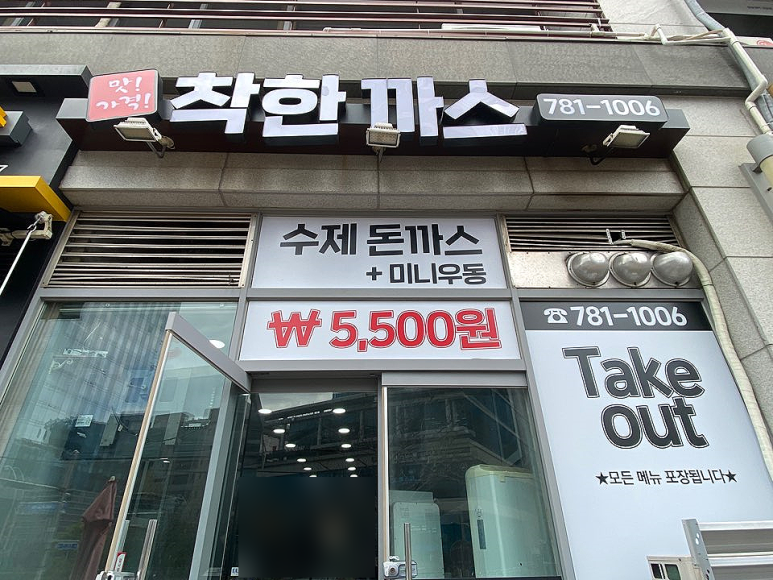 맛!
가격!
착한 까스
781-1006
수제 돈까스
+ 미니우동
₩ 5,500원
☎781-1006
Take
out
★모든 메뉴 포장됩니다★